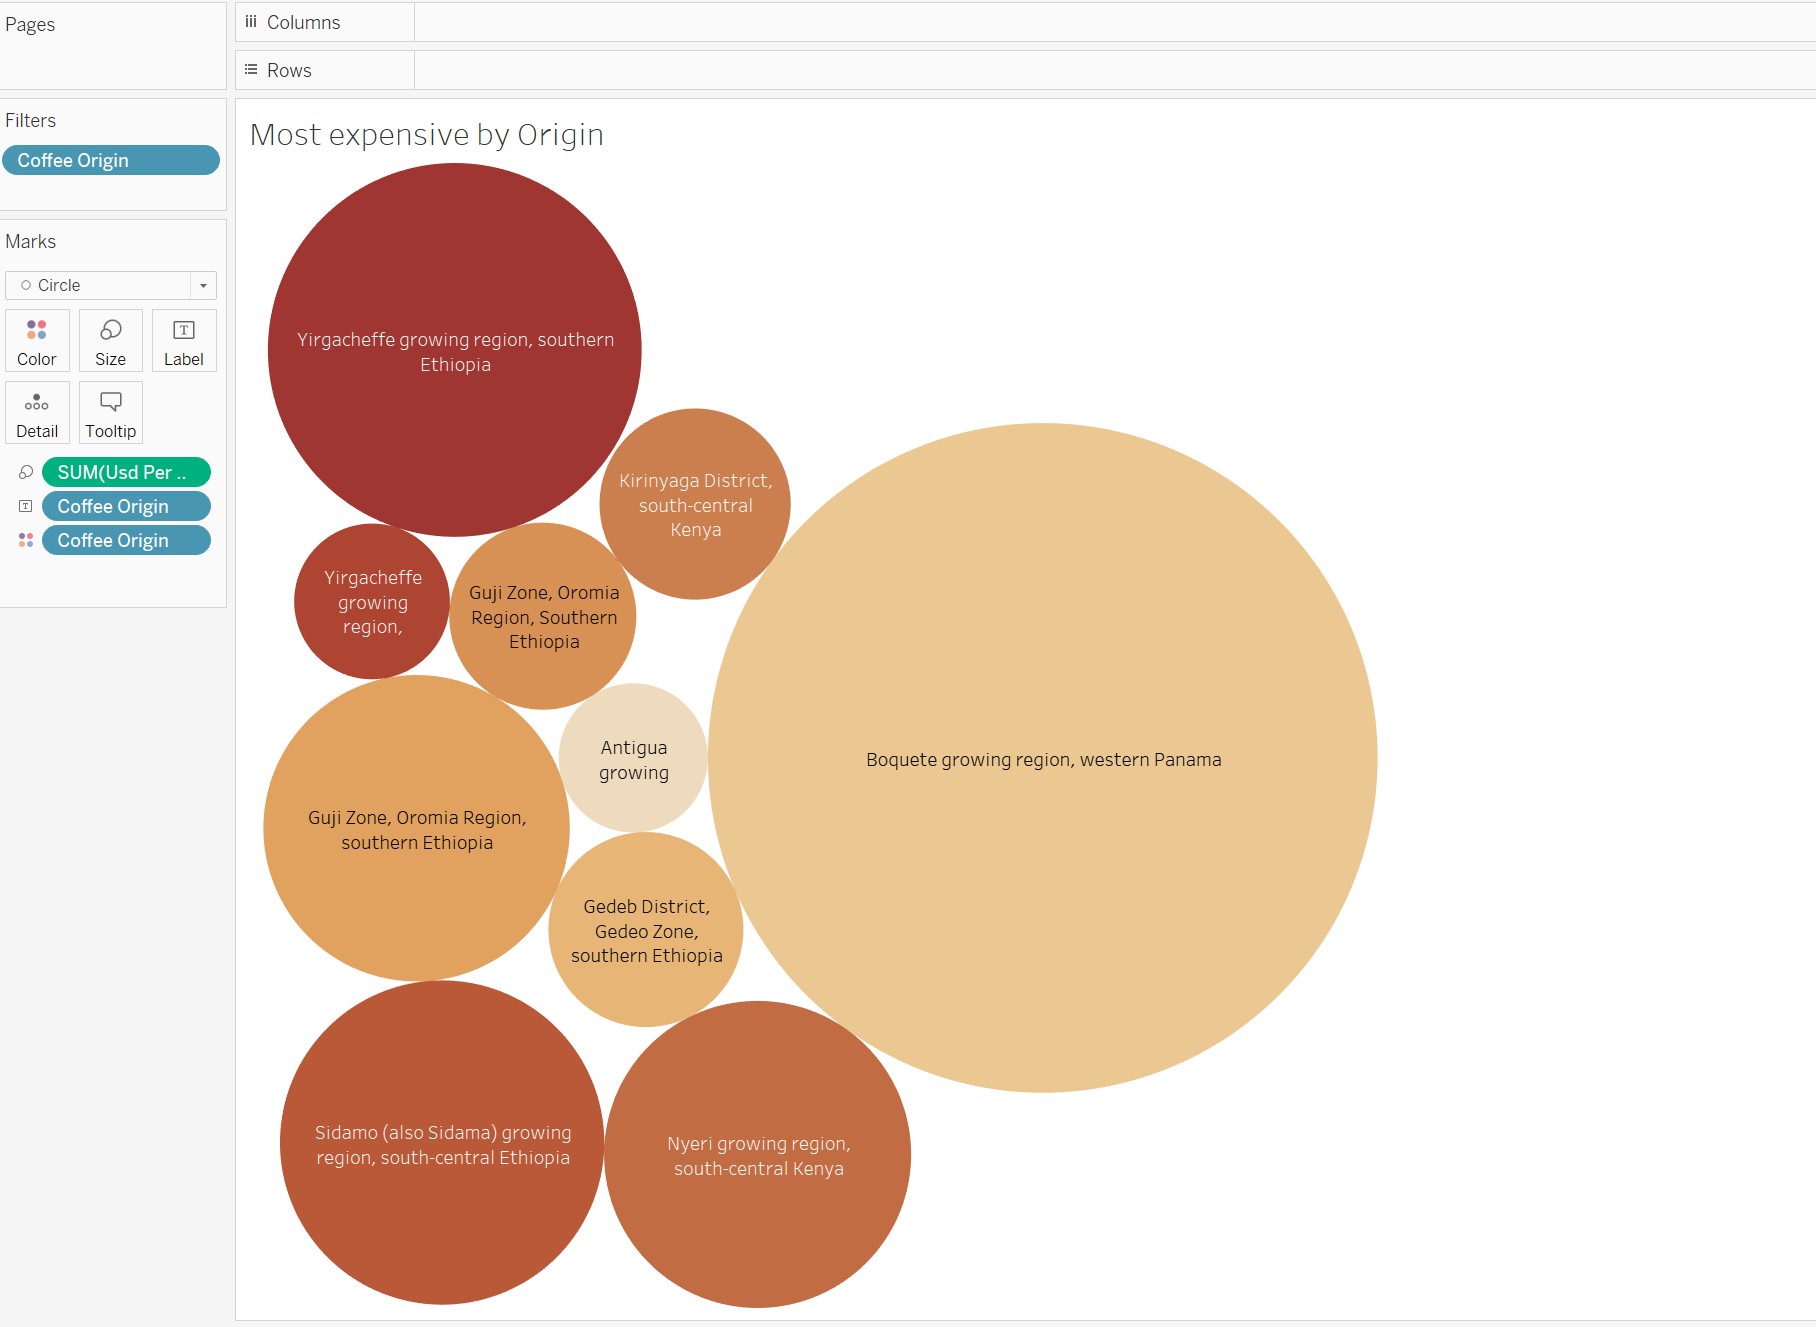 Pages
Columns
Rows
Filters
Coffee Origin
Marks
Circle
Color
Size
T
Label
Detail
Tooltip
SUM(Usd Per ..
T
Coffee Origin
Coffee Origin
Most expensive by Origin
Yirgacheffe growing region, southern
Ethiopia
Kirinyaga District,
south-central
Kenya
Yirgacheffe
growing
region,
Guji Zone, Oromia
Region, Southern
Ethiopia
Antigua
growing
Boquete growing region, western Panama
Guji Zone, Oromia Region,
southern Ethiopia
Gedeb District,
Gedeo Zone,
southern Ethiopia
Sidamo (also Sidama) growing
region, south-central Ethiopia
Nyeri growing region,
south-central Kenya